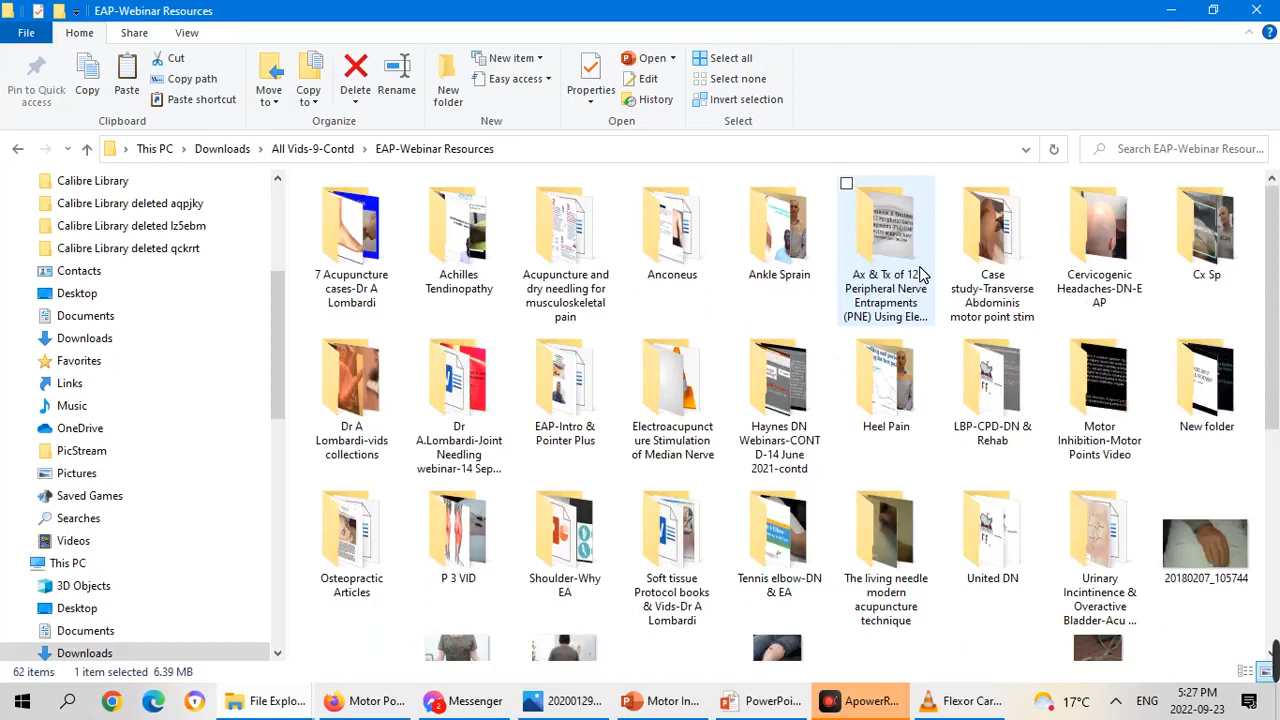 EAP-Webinar Resources
File Home Share View
Pin to Quick access
Copy
Paste
Cut
Copy path
Paste shortcut
Clipboard
Move to
Copy to
Delete
Rename
Organize
New folder
New item
Easy access
New
Properties
Open
Edit
History
Open
Select all
Select none
Invert selection
Select
This PC > Downloads > All Vids-9-Contd > EAP-Webinar Resources
Search EAP-Webinar Resour...
Calibre Library
Calibre Library deleted aqpjky
Calibre Library deleted lz5ebm
Calibre Library deleted qckrrt
Contacts
Desktop
Documents
Downloads
Favorites
Links
Music
OneDrive
PicStream
Pictures
Saved Games
Searches
Videos
This PC
3D Objects
Desktop
Documents
Downloads
7 Acupuncture
cases-Dr A
Lombardi
Achilles
Tendinopathy
Acupuncture and
dry needling for
musculoskeletal
pain
Anconeus
Ankle Sprain
Ax & Tx of 12
Peripheral Nerve
Entrapments
(PNE) Using Ele...
Case
study-Transverse
Abdominis
motor point stim
Cervicogenic
Headaches-DN-E
AP
Cx Sp
Dr A
Lombardi-vids
collections
Dr
A.Lombardi-Joint
Needling
webinar-14 Sep...
EAP-Intro &
Pointer Plus
Electroacupunct
ure Stimulation
of Median Nerve
Haynes DN
Webinars-CONT
D-14 June
2021-contd
Heel Pain
LBP-CPD-DN &
Rehab
Motor
Inhibition-Motor
Points Video
New folder
Osteopractic
Articles
P 3 VID
Shoulder-Why
EA
Soft tissue
Protocol books
& Vids-Dr A
Lombardi
Tennis elbow-DN
& EA
The living needle
modern
acupuncture
technique
United DN
Urinary
Incintinence &
Overactive
Bladder-Acu ...
20180207_105744
62 items 1 item selected 6.39 MB
File Explo...
Motor Po...
2
Messenger
20200129...
Motor In...
PowerPoi...
ApowerR...
Flexor Car...
17°C
ENG
5:27 PM
2022-09-23